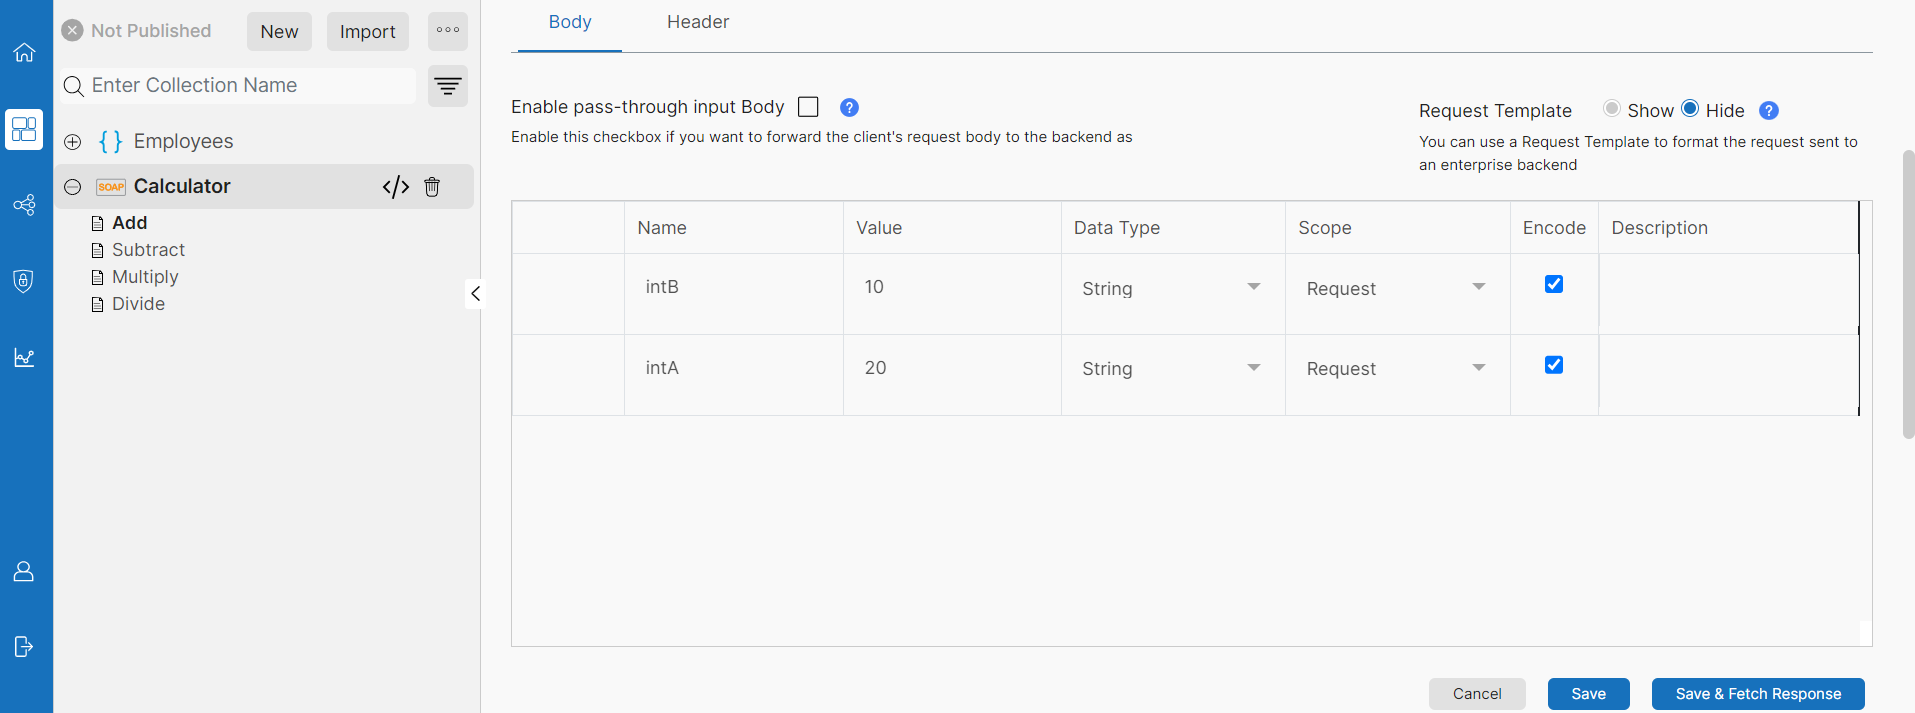 Not Published New Import
Enter Collection Name
{ } Employees
SOAP Calculator </>
Add
Subtract
Multiply
Divide
Body Header
Enable pass-through input Body ?
Enable this checkbox if you want to forward the client's request body to the backend as
Request Template Show Hide ?
You can use a Request Template to format the request sent to
an enterprise backend
Name Value Data Type Scope Encode Description
intB 10 String Request
intA 20 String Request
Cancel Save Save & Fetch Response